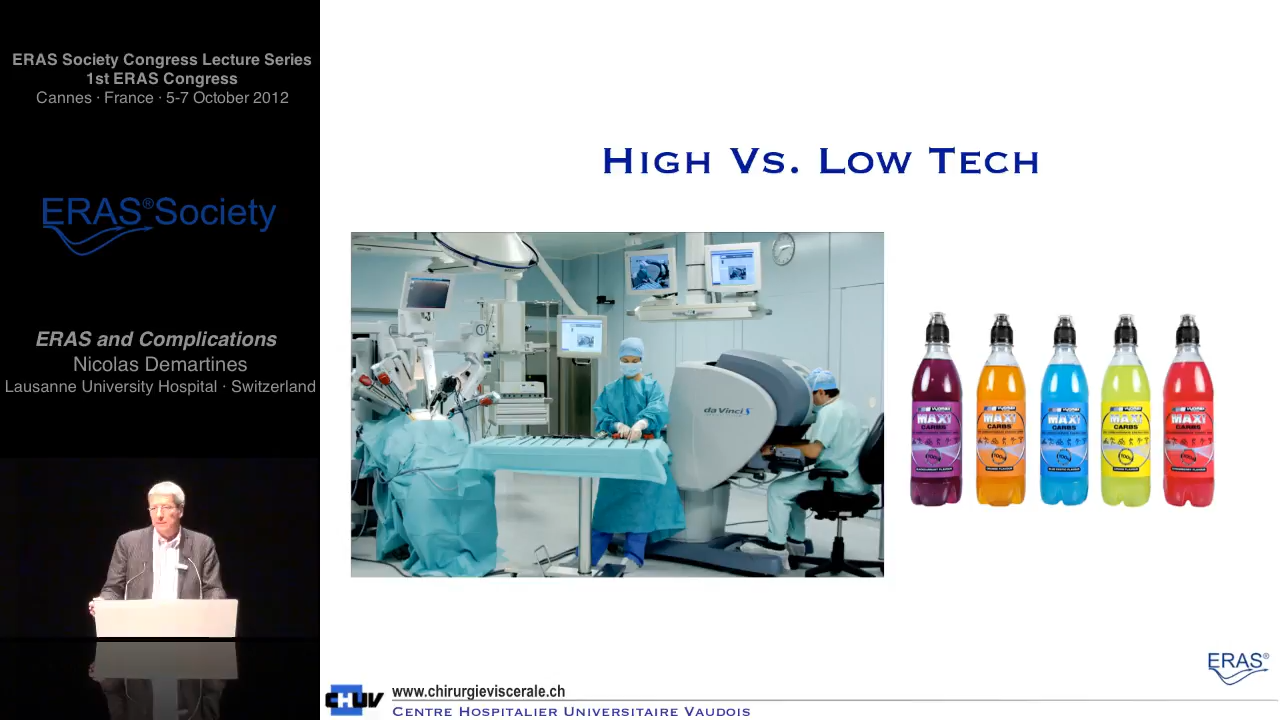 ERAS Society Congress Lecture Series
1st ERAS Congress
Cannes · France · 5-7 October 2012
ERAS®Society
ERAS and Complications
Nicolas Demartines
Lausanne University Hospital · Switzerland
High Vs. Low Tech
da Vinci S
MAXI MAXI MAXI MAXI MAXI
CARBS CARBS CARBS CARBS CARBS
ERAS®
CHUV
www.chirurgieviscerale.ch
Centre Hospitalier Universitaire Vaudois